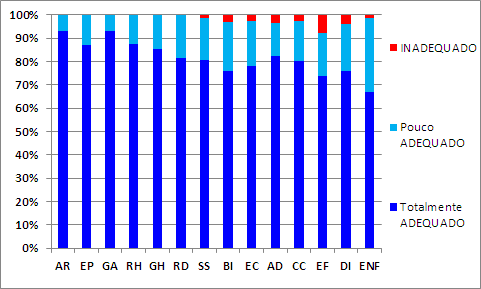 100%
90%
80%
70%
60%
50%
40%
30%
20%
10%
0%
AR EP GA RH GH RD SS BI EC AD CC EF DI ENF
INADEQUADO
Pouco
ADEQUADO
Totalmente
ADEQUADO